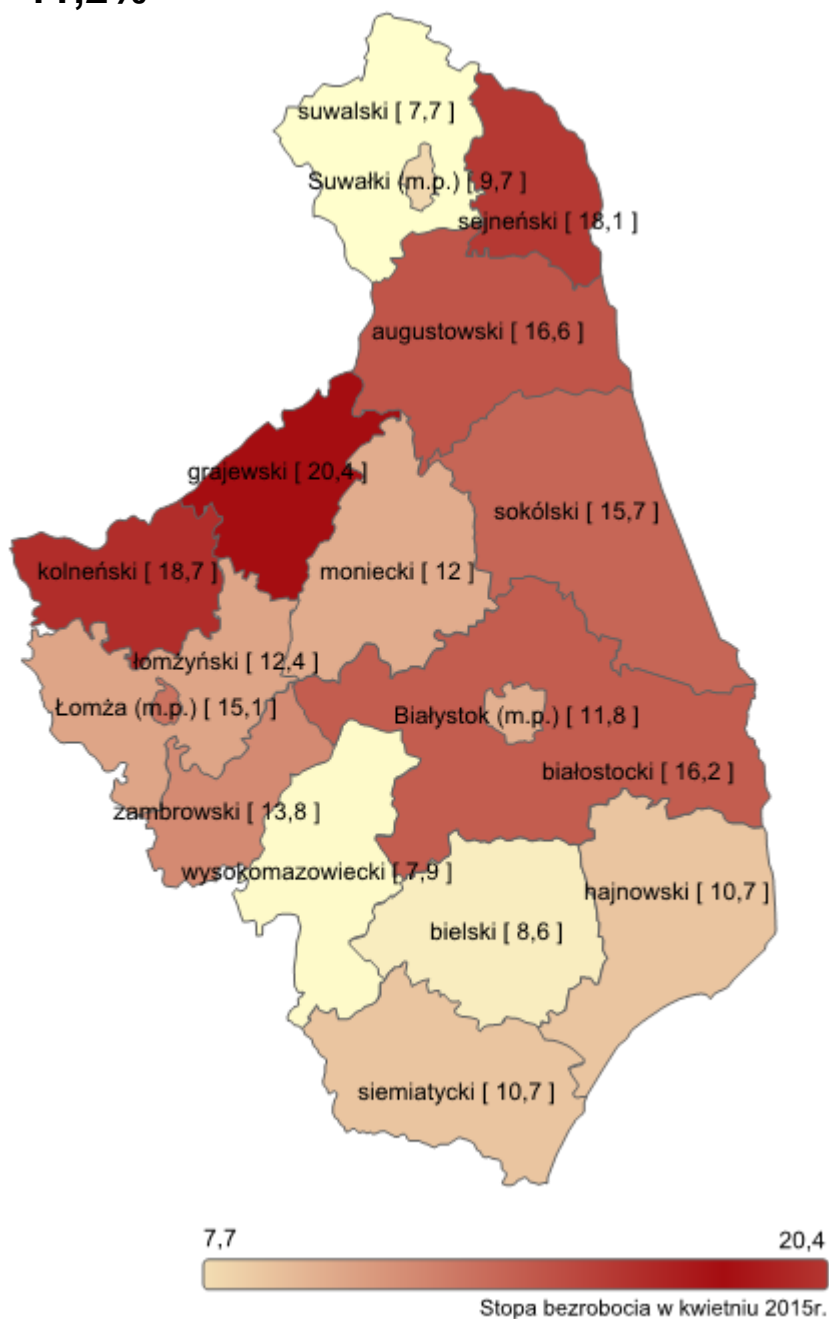 suwalski [ 7,7 ]
Suwałki (m.p.) [ 9,7 ]
sejneński [ 18,1 ]
augustowski [ 16,6 ]
grajewski [ 20,4 ]
sokólski [ 15,7 ]
kolneński [ 18,7 ]
moniecki [ 12 ]
łomżyński [ 12,4 ]
Łomża (m.p.) [ 15,1 ]
Białystok (m.p.) [ 11,8 ]
białostocki [ 16,2 ]
zambrowski [ 13,8 ]
wysokomazowiecki [ 7,9 ]
hajnowski [ 10,7 ]
bielski [ 8,6 ]
siemiatycki [ 10,7 ]
7,7
20,4
Stopa bezrobocia w kwietniu 2015r.